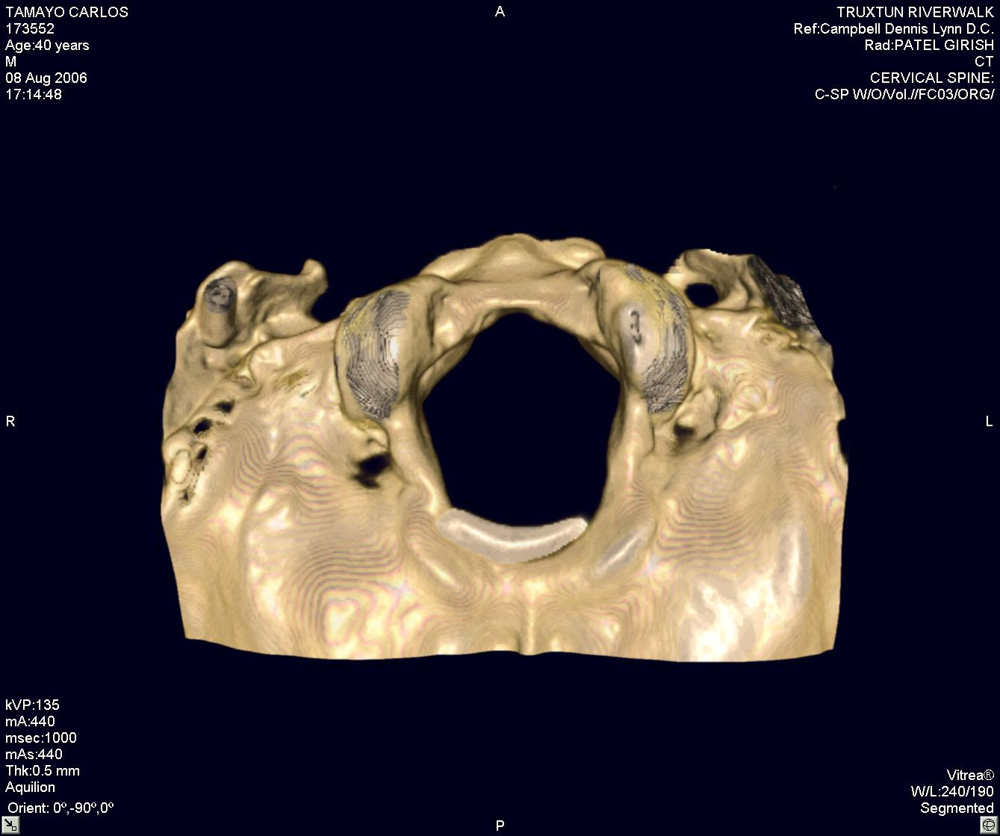 TAMAYO CARLOS
173552
Age:40 years
M
08 Aug 2006
17:14:48
A
TRUXTUN RIVERWALK
Ref:Campbell Dennis Lynn D.C.
Rad:PATEL GIRISH
CT
CERVICAL SPINE:
C-SP W/O/Vol.//FC03/ORG/
R
L
kVP:135
mA:440
msec:1000
mAs:440
Thk:0.5 mm
Aquilion
Orient: 0º,-90º,0º
P
Vitrea®
W/L:240/190
Segmented